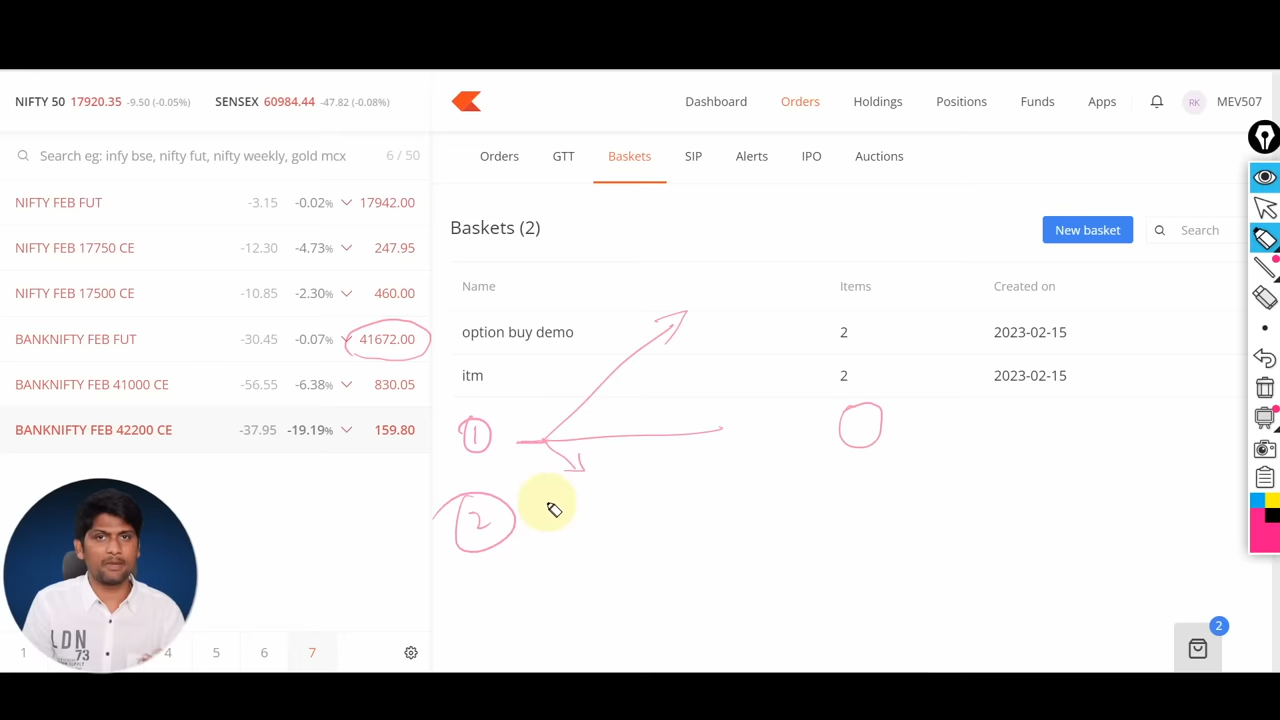 NIFTY 50 17920.35 -9.50 (-0.05%) SENSEX 60984.44 -47.82 (-0.08%)
Dashboard Orders Holdings Positions Funds Apps RK MEV507
Search eg: infy bse, nifty fut, nifty weekly, gold mcx 6 / 50
Orders GTT Baskets SIP Alerts IPO Auctions
NIFTY FEB FUT -3.15 -0.02% 17942.00
NIFTY FEB 17750 CE -12.30 -4.73% 247.95
NIFTY FEB 17500 CE -10.85 -2.30% 460.00
BANKNIFTY FEB FUT -30.45 -0.07% 41672.00
BANKNIFTY FEB 41000 CE -56.55 -6.38% 830.05
BANKNIFTY FEB 42200 CE -37.95 -19.19% 159.80
Baskets (2) New basket Search
Name Items Created on
option buy demo 2 2023-02-15
itm 2 2023-02-15
1
2
LDN
73
1 4 5 6 7
2